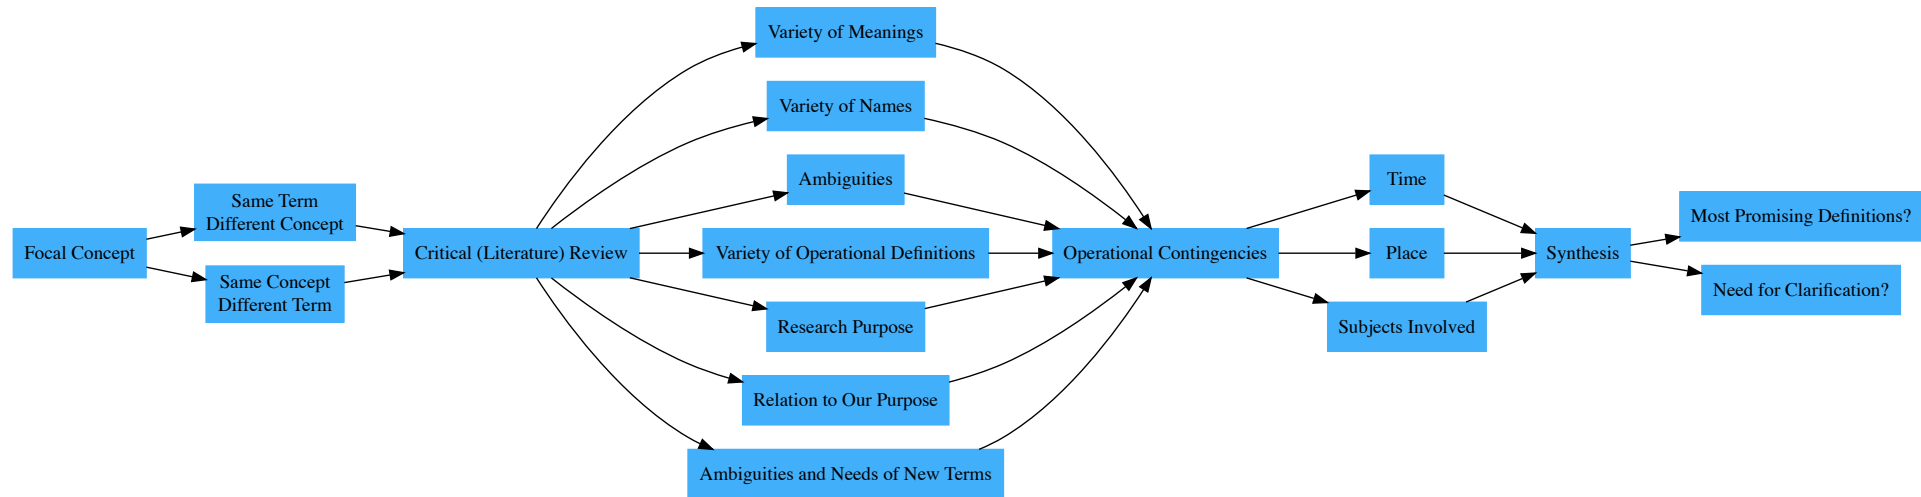 Focal Concept
Same Term
Different Concept
Same Concept
Different Term
Critical (Literature) Review
Variety of Meanings
Variety of Names
Ambiguities
Variety of Operational Definitions
Research Purpose
Relation to Our Purpose
Ambiguities and Needs of New Terms
Operational Contingencies
Time
Place
Subjects Involved
Synthesis
Most Promising Definitions?
Need for Clarification?